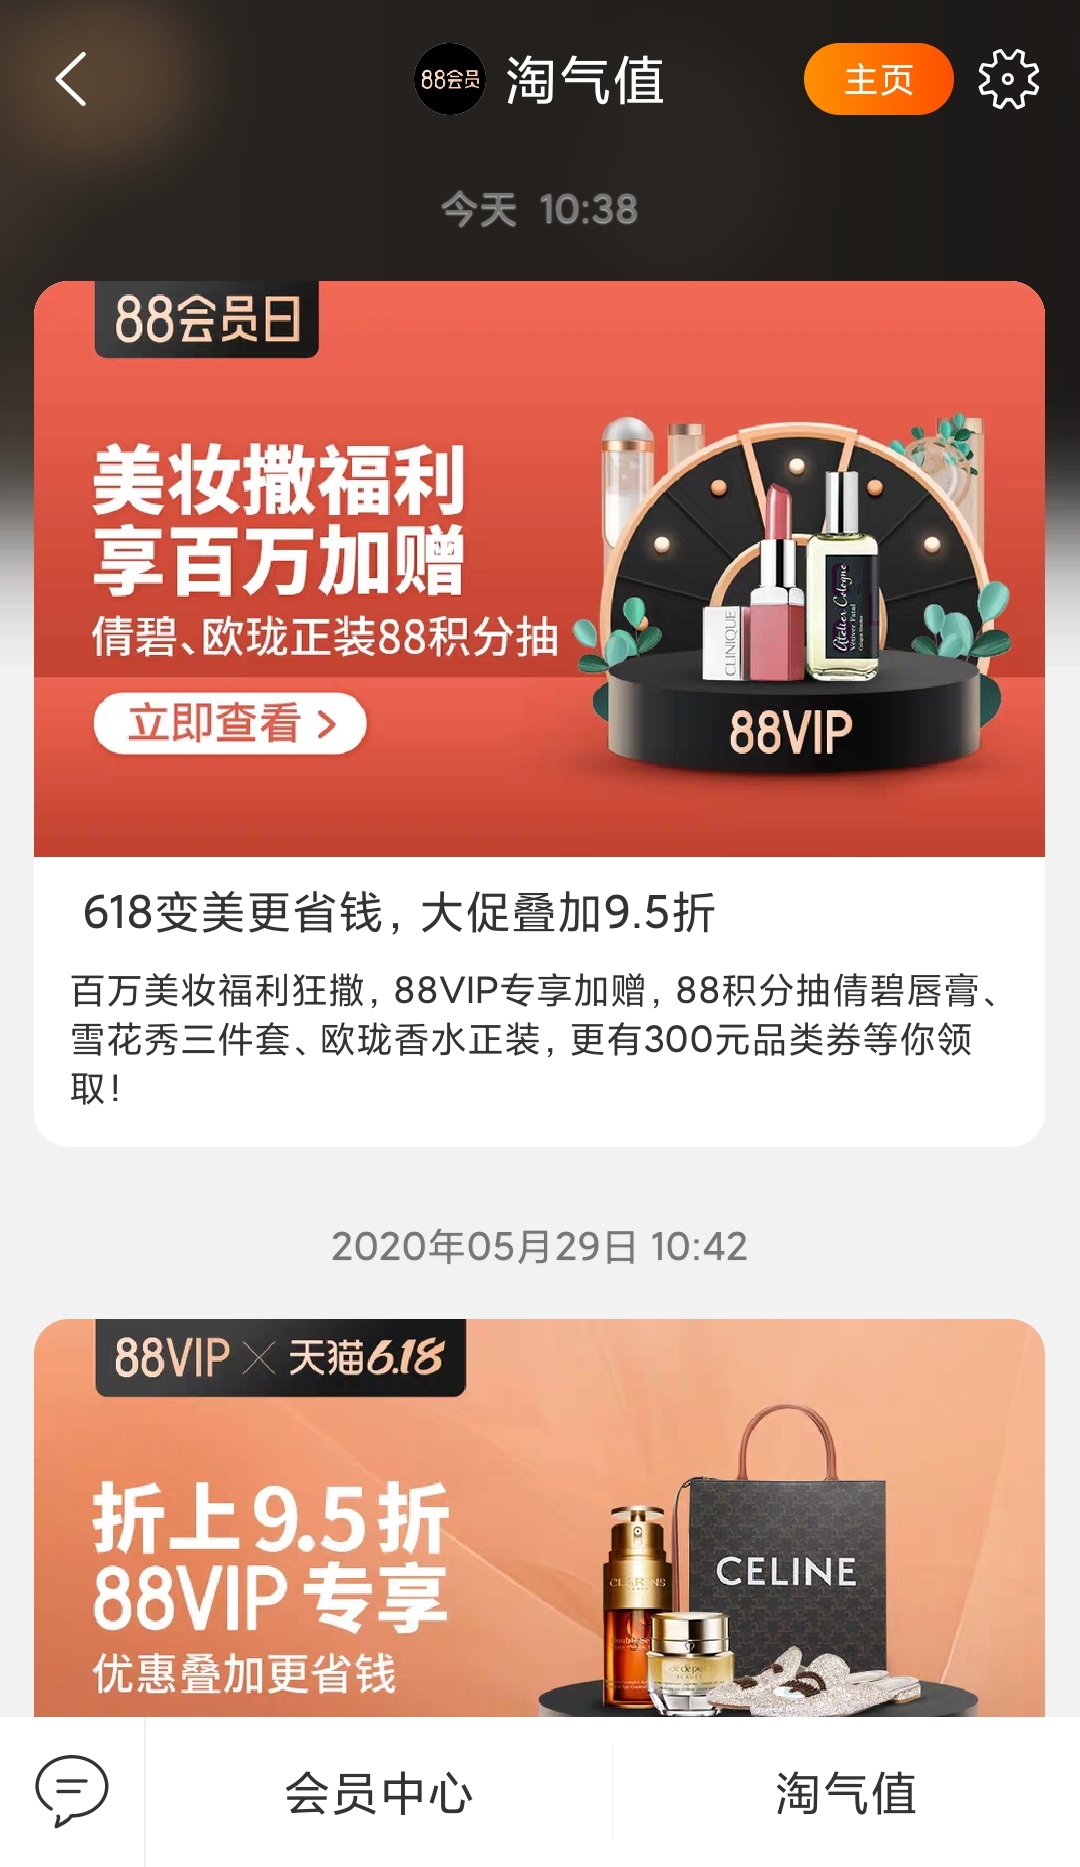 88会员
淘气值
主页
今天 10:38
88会员日
美妆撒福利
享百万加赠
倩碧、欧珑正装88积分抽
立即查看 >
CLINIQUE
Atelier Cologne
88VIP
618变美更省钱，大促叠加9.5折
百万美妆福利狂撒，88VIP专享加赠，88积分抽倩碧唇膏、
雪花秀三件套、欧珑香水正装，更有300元品类券等你领
取！
2020年05月29日 10:42
88VIP × 天猫6.18
折上9.5折
88VIP专享
优惠叠加更省钱
CELINE
CLARINS
会员中心
淘气值